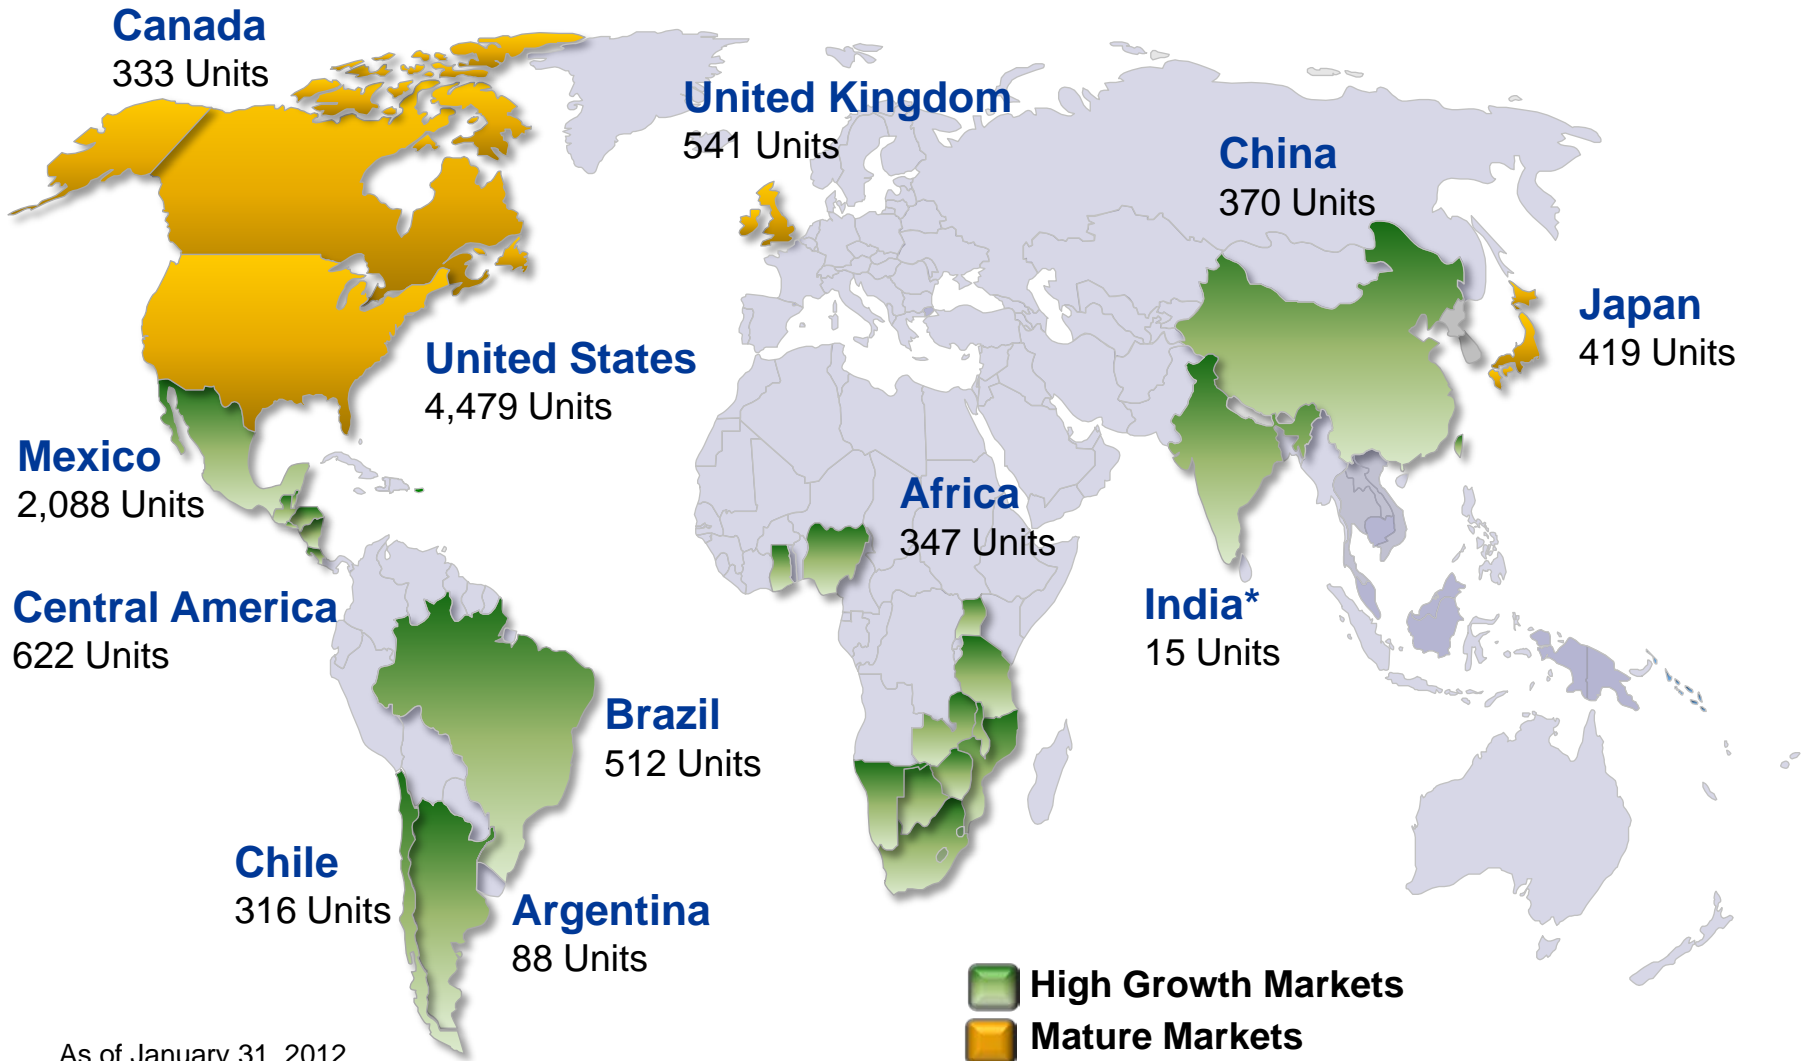 Canada
333 Units
United Kingdom
541 Units
China
370 Units
Japan
419 Units
United States
4,479 Units
Mexico
2,088 Units
Africa
347 Units
Central America
622 Units
India*
15 Units
Brazil
512 Units
Chile
316 Units
Argentina
88 Units
High Growth Markets
Mature Markets
As of January 31, 2012